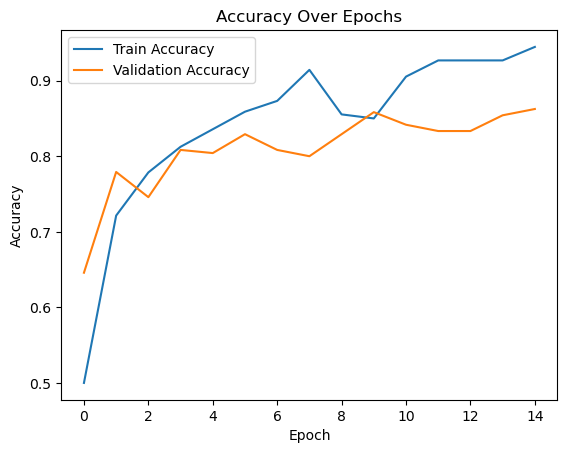 Accuracy Over Epochs
Train Accuracy
Validation Accuracy
0.9
0.8
0.7
0.6
0.5
Accuracy
0 2 4 6 8 10 12 14
Epoch